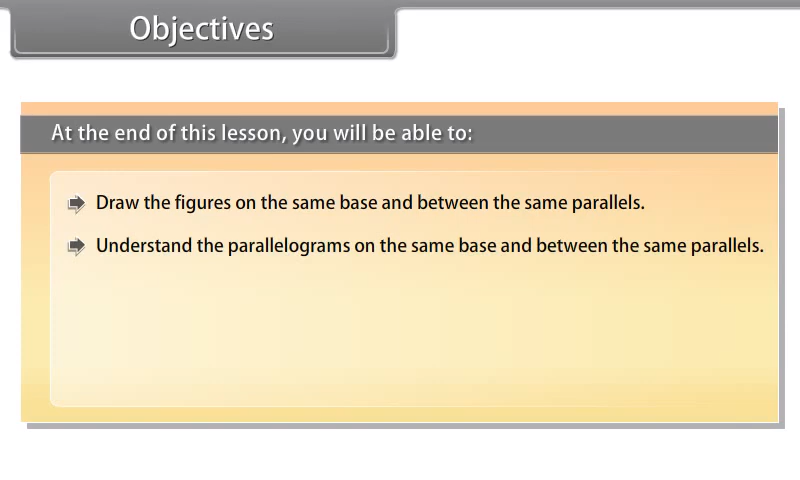 Objectives
At the end of this lesson, you will be able to:
Draw the figures on the same base and between the same parallels.
Understand the parallelograms on the same base and between the same parallels.